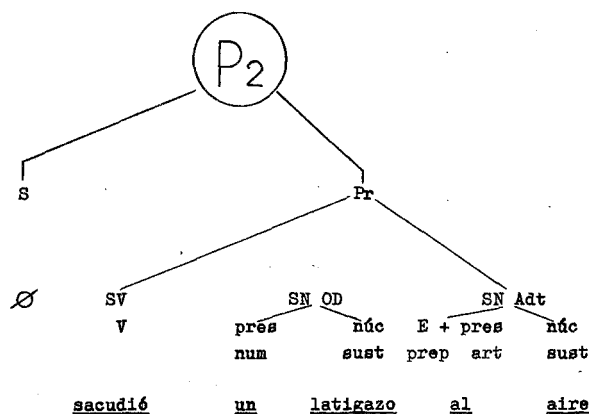 P2
S Pr
Ø SV SN OD SN Adt
V pres núc E + pres núc
num sust prep art sust
sacudió un latigazo al aire